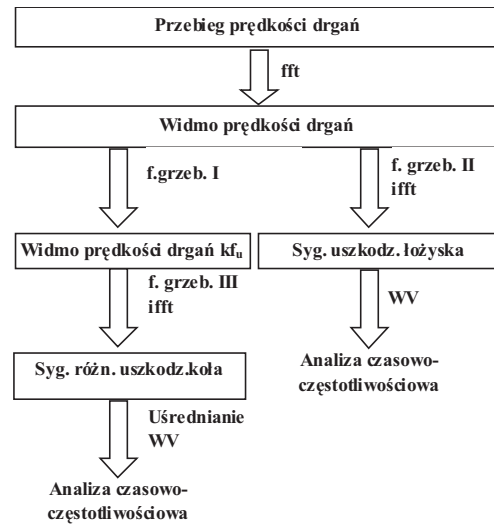 Przebieg prędkości drgań
fft
Widmo prędkości drgań
f.grzeb. I
f. grzeb. II
ifft
Widmo prędkości drgań kfᵤ
Syg. uszkodz. łożyska
f. grzeb. III
ifft
WV
Analiza czasowo-
częstotliwościowa
Syg. różn. uszkodz.koła
Uśrednianie
WV
Analiza czasowo-
częstotliwościowa